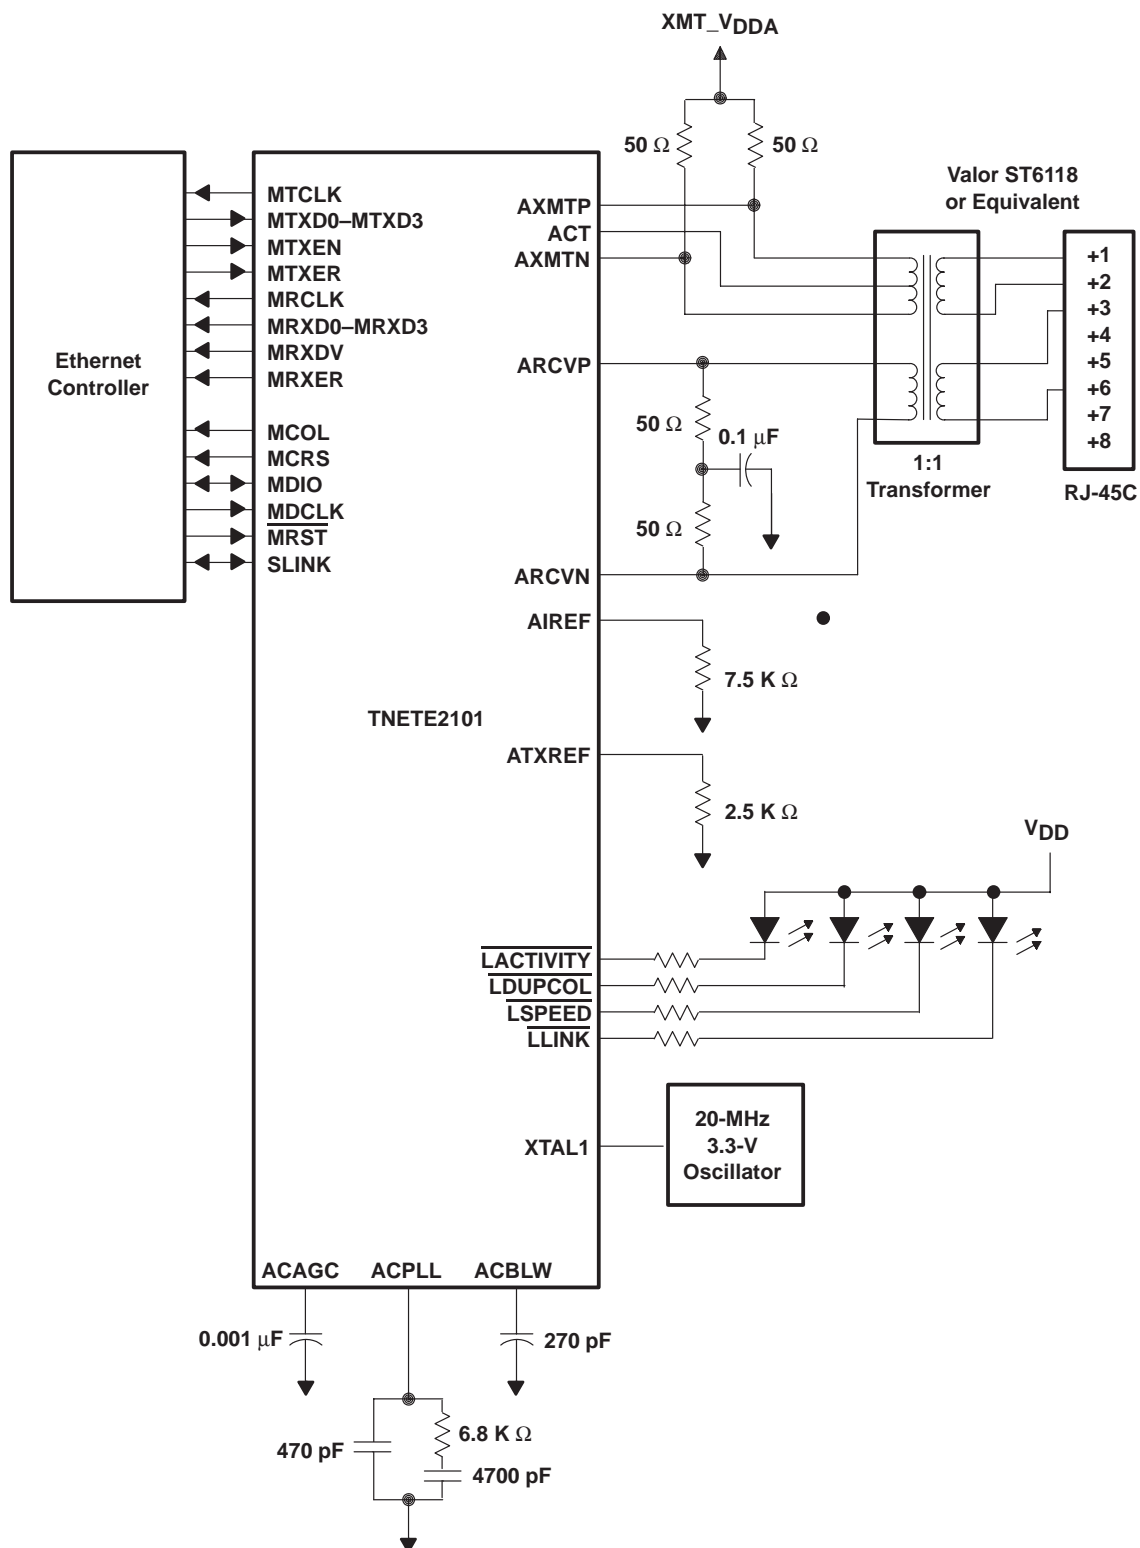 XMT_VDDA
50 Ω
50 Ω
Valor ST6118
or Equivalent
Ethernet
Controller
MTCLK
MTXD0–MTXD3
MTXEN
MTXER
MRCLK
MRXD0–MRXD3
MRXDV
MRXER
MCOL
MCRS
MDIO
MDCLK
MRST
SLINK
TNETE2101
AXMTP
ACT
AXMTN
ARCVP
50 Ω
0.1 μF
50 Ω
ARCVN
1:1
Transformer
+1
+2
+3
+4
+5
+6
+7
+8
RJ-45C
AIREF
7.5 K Ω
ATXREF
2.5 K Ω
VDD
LACTIVITY
LDUPCOL
LSPEED
LLINK
XTAL1
20-MHz
3.3-V
Oscillator
ACAGC
ACPLL
ACBLW
0.001 μF
270 pF
470 pF
6.8 K Ω
4700 pF